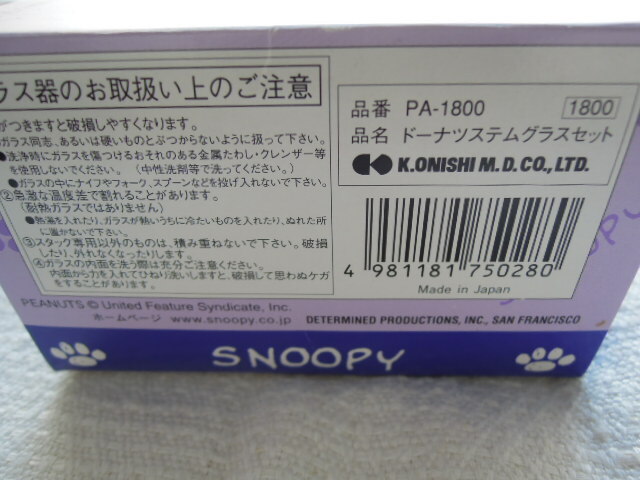 ラス器のお取扱い上のご注意
がつきますと破損しやすくなります。
ガラス同志、あるいは硬いものとぶつからないように扱って下さい。
●洗浄時にガラスを傷つけるおそれのある金属たわし・クレンザー等
を使用しないでください。(中性洗剤等で洗ってください。)
●ガラスの中にナイフやフォーク、スプーンなどを投げ入れないで下さい。
②急激な温度差で割れることがあります。
(耐熱ガラスではありません)
●熱湯を入れたり、ガラスが熱いうちに冷たいものを入れたり、ぬれた所
に置かないで下さい。
③スタック専用以外のものは、積み重ねないで下さい。破損
したり、外れなくなったりします。
④ガラスの内面を洗う際は充分ご注意ください。
内面から力を入れてひねり洗いしますと、破損して思わぬケガ
をすることがあります。
品番 PA-1800 1800
品名 ドーナツステムグラスセット
K.ONISHI M.D.CO.,LTD.
4 981181 750280
Made in Japan
PEANUTS © United Feature Syndicate, Inc.
ホームページ www.snoopy.co.jp DETERMINED PRODUCTIONS, INC., SAN FRANCISCO
SNOOPY
SNOOPY